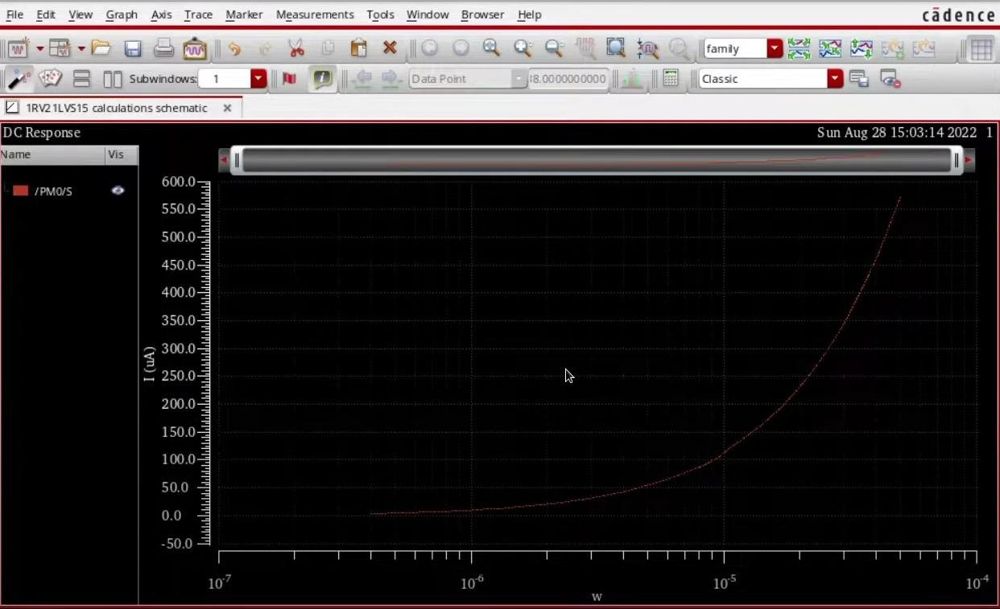 File Edit View Graph Axis Trace Marker Measurements Tools Window Browser Help cādence
family
Subwindows: 1 Data Point 8.0000000000 Classic
1RV21LVS15 calculations schematic
DC Response Sun Aug 28 15:03:14 2022 1
Name Vis
/PM0/S
600.0
550.0
500.0
450.0
400.0
350.0
300.0
250.0
200.0
150.0
100.0
50.0
0.0
-50.0
I (uA)
10-7 10-6 10-5 10-4
w